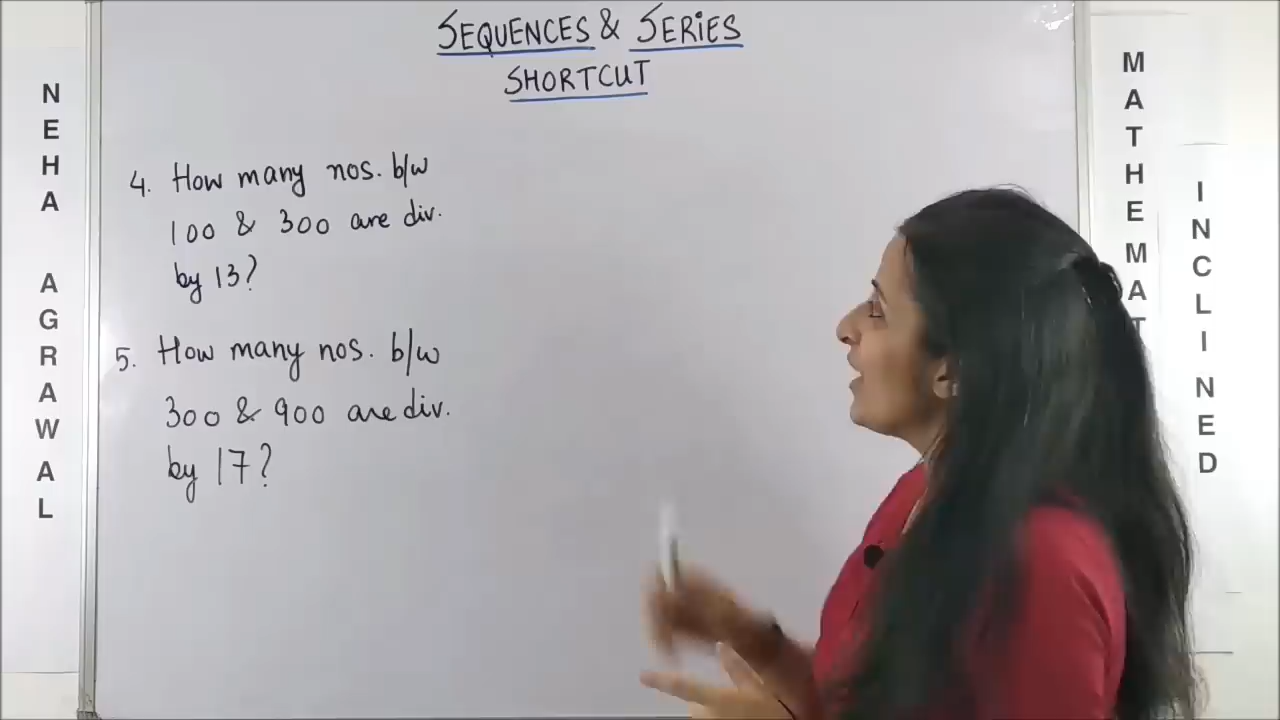 SEQUENCES & SERIES
SHORTCUT
NEHA AGRAWAL
4. How many nos. b/w
100 & 300 are div.
by 13?
5. How many nos. b/w
300 & 900 are div.
by 17?
MATHEMAT
INCLINED